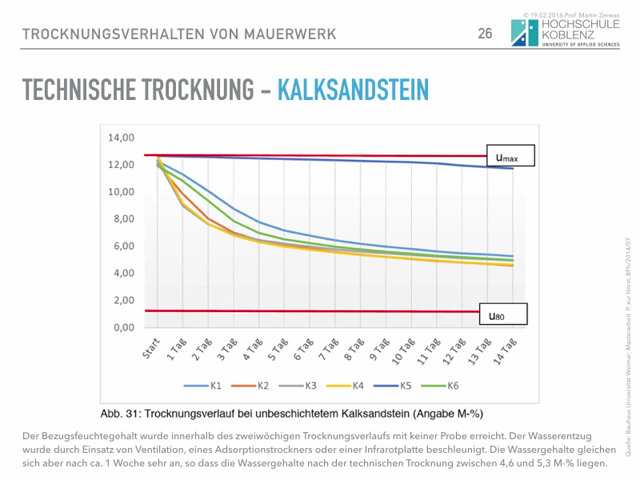 © 19.02.2016 Prof. Martin Zerwas
TROCKNUNGSVERHALTEN VON MAUERWERK
26
HOCHSCHULE
KOBLENZ
UNIVERSITY OF APPLIED SCIENCES
TECHNISCHE TROCKNUNG – KALKSANDSTEIN
14,00
12,00
10,00
8,00
6,00
4,00
2,00
0,00
umax
u80
Start
1 Tag
2 Tag
3 Tag
4 Tag
5 Tag
6 Tag
7 Tag
8 Tag
9 Tag
10 Tag
11 Tag
12 Tag
13 Tag
14 Tag
K1 K2 K3 K4 K5 K6
Abb. 31: Trocknungsverlauf bei unbeschichtetem Kalksandstein (Angabe M-%)
Der Bezugsfeuchtegehalt wurde innerhalb des zweiwöchigen Trocknungsverlaufs mit keiner Probe erreicht. Der Wasserentzug
wurde durch Einsatz von Ventilation, eines Adsorptionstrockners oder einer Infrarotplatte beschleunigt. Die Wassergehalte gleichen
sich aber nach ca. 1 Woche sehr an, so dass die Wassergehalte nach der technischen Trocknung zwischen 4,6 und 5,3 M-% liegen.
Quelle: Bauhaus Universität Weimar, Masterarbeit